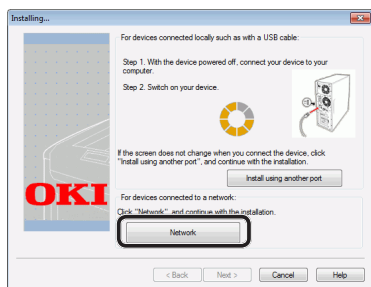 Installing...
For devices connected locally such as with a USB cable:
Step 1. With the device powered off, connect your device to your
computer.
Step 2. Switch on your device.
If the screen does not change when you connect the device, click
"Install using another port", and continue with the installation.
Install using another port
OKI
For devices connected to a network:
Click "Network", and continue with the installation.
Network
< Back
Next >
Cancel
Help